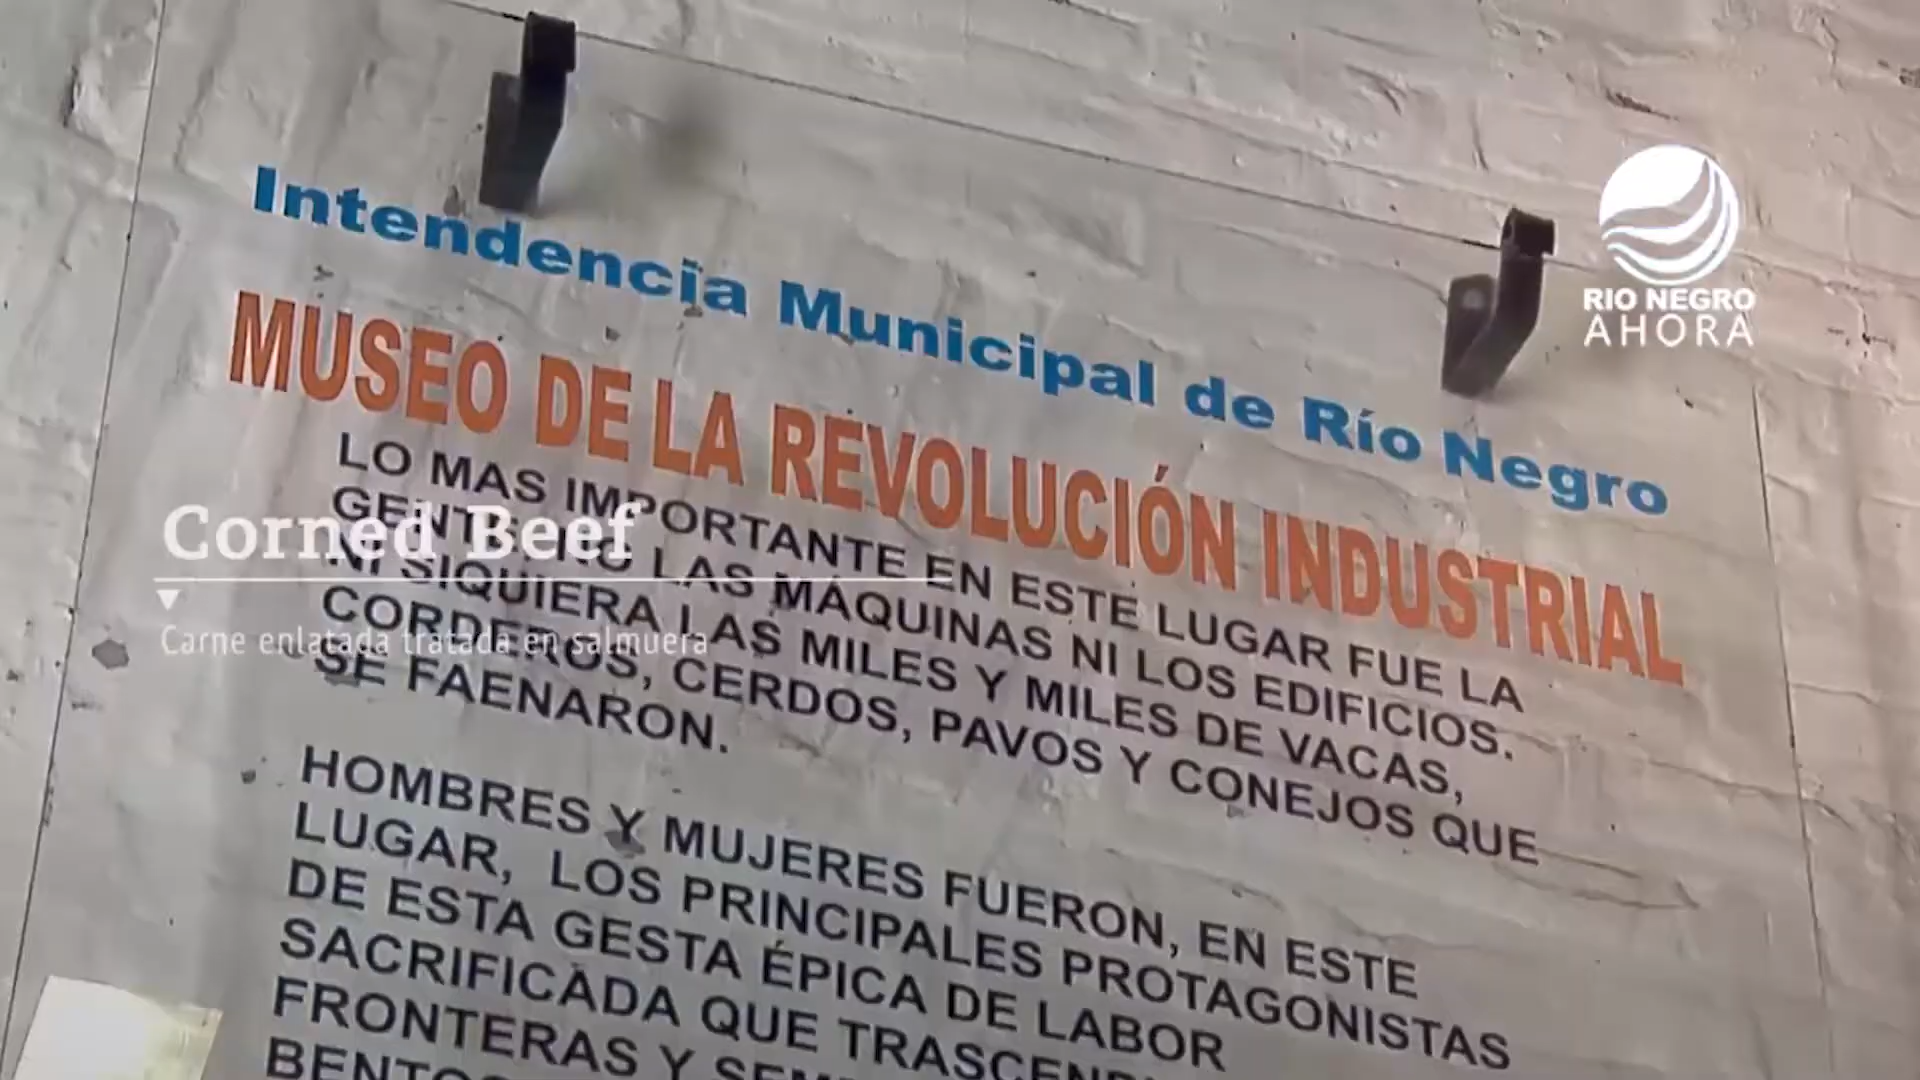 Intendencia Municipal de Río Negro
MUSEO DE LA REVOLUCIÓN INDUSTRIAL
LO MAS IMPORTANTE EN ESTE LUGAR FUE LA
GENTE, NO LAS MÁQUINAS NI LOS EDIFICIOS.
NI SIQUIERA LAS MILES Y MILES DE VACAS,
CORDEROS, CERDOS, PAVOS Y CONEJOS QUE
SE FAENARON.
HOMBRES Y MUJERES FUERON, EN ESTE
LUGAR, LOS PRINCIPALES PROTAGONISTAS
DE ESTA GESTA ÉPICA DE LABOR
SACRIFICADA QUE
FRONTERAS Y
RIO NEGRO
AHORA
Corned Beef
Carne enlatada tratada en salmuera